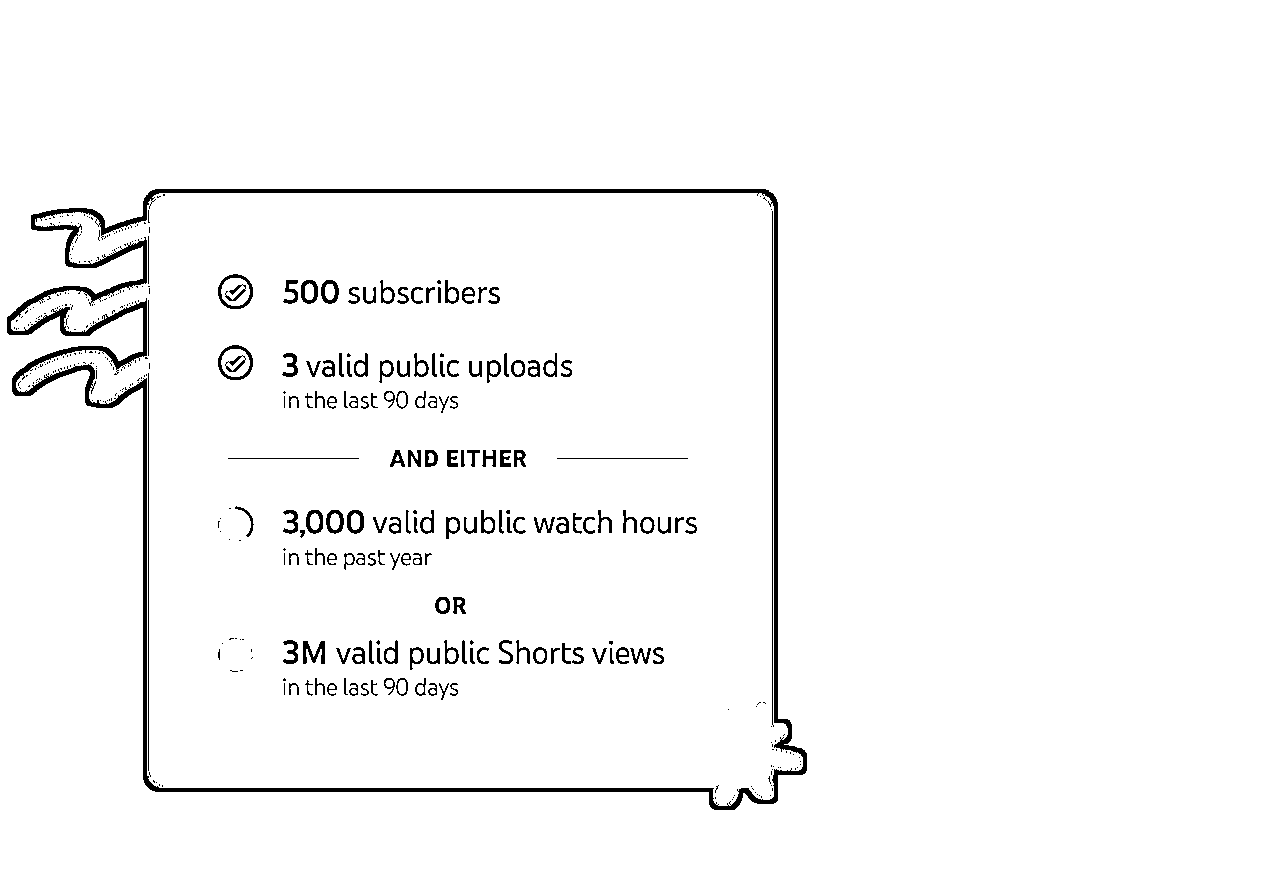 500 subscribers
3 valid public uploads
in the last 90 days
AND EITHER
3,000 valid public watch hours
in the past year
OR
3M valid public Shorts views
in the last 90 days